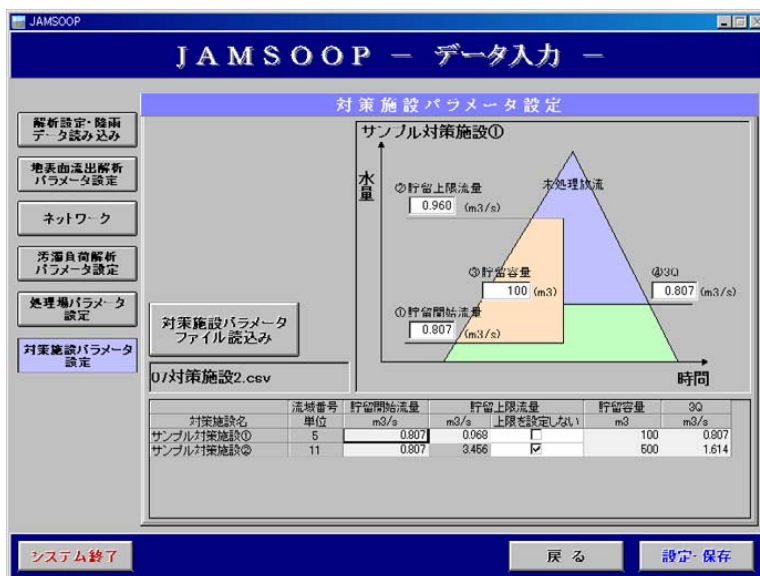 JAMSOOP
JAMSOOP － データ入力 －
対策施設パラメータ設定
解析設定・降雨
データ読み込み
地表面流出解析
パラメータ設定
ネットワーク
汚濁負荷解析
パラメータ設定
処理場パラメータ
設定
対策施設パラメータ
設定
対策施設パラメータ
ファイル読込み
07対策施設2.csv
サンプル対策施設①
水量
未処理放流
②貯留上限流量
0.960 (m3/s)
③貯留容量
100 (m3)
④3Q
0.807 (m3/s)
①貯留開始流量
0.807 (m3/s)
時間
流域番号 貯留開始流量 貯留上限流量 貯留容量 3Q
対策施設名 単位 m3/s m3/s 上限を設定しない m3 m3/s
サンプル対策施設① 5 0.807 0.968 100 0.807
サンプル対策施設② 11 0.807 3.456 500 1.614
システム終了
戻 る
設定・保存